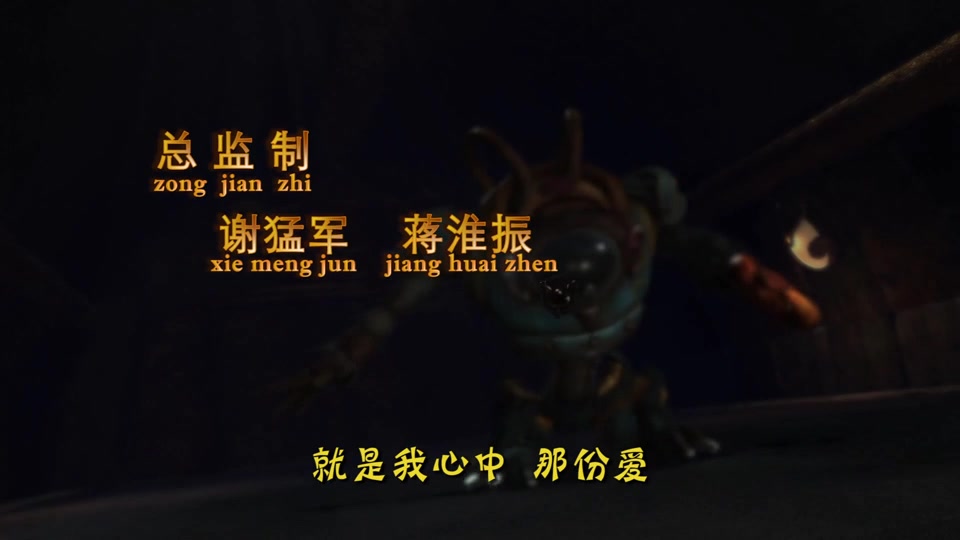 总 监 制
zong jian zhi
谢猛军 蒋淮振
xie meng jun jiang huai zhen
就是我心中 那份爱